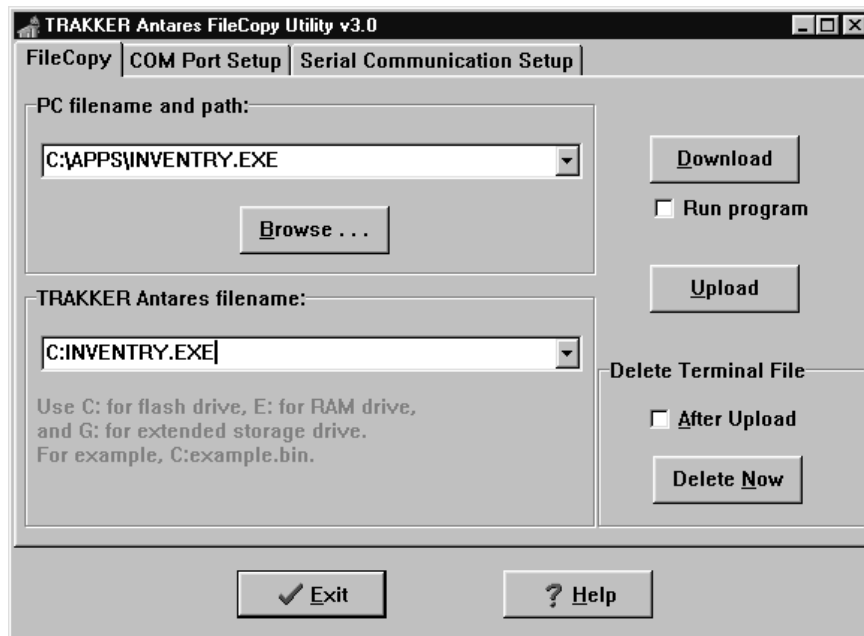 TRAKKER Antares FileCopy Utility v3.0
FileCopy COM Port Setup Serial Communication Setup
PC filename and path:
C:\APPS\INVENTRY.EXE
Browse . . .
Download
Run program
Upload
TRAKKER Antares filename:
C:INVENTRY.EXE
Use C: for flash drive, E: for RAM drive,
and G: for extended storage drive.
For example, C:example.bin.
Delete Terminal File
After Upload
Delete Now
Exit
? Help